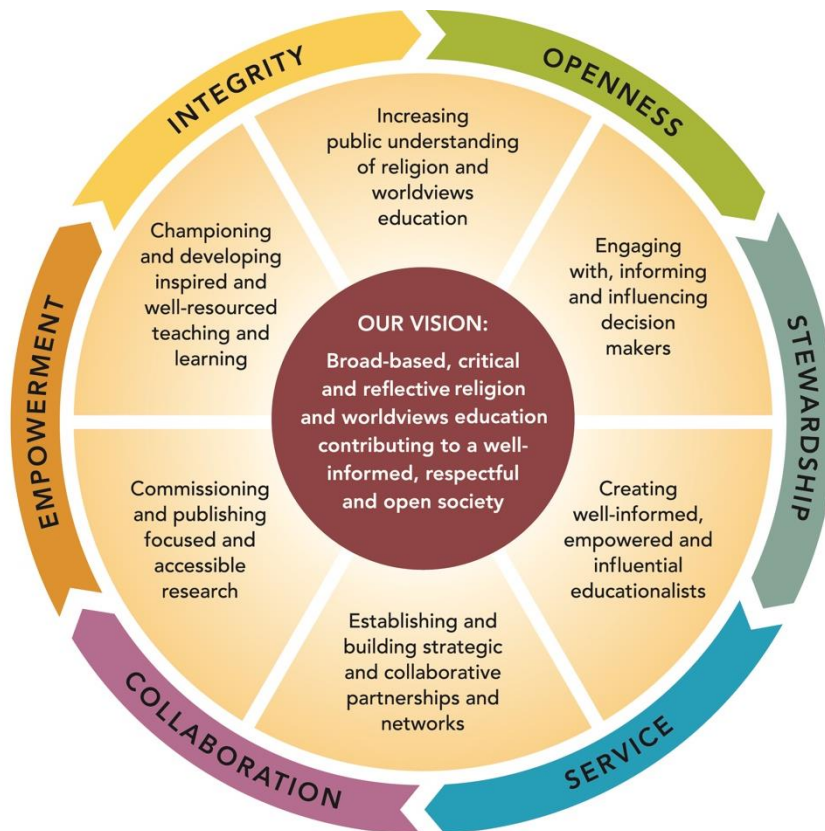 INTEGRITY
OPENNESS
STEWARDSHIP
SERVICE
COLLABORATION
EMPOWERMENT
Increasing
public understanding
of religion and
worldviews
education
Engaging
with, informing
and influencing
decision
makers
Creating
well-informed,
empowered and
influential
educationalists
Establishing and
building strategic
and collaborative
partnerships and
networks
Commissioning
and publishing
focused and
accessible
research
Championing
and developing
inspired and
well-resourced
teaching and
learning
OUR VISION:
Broad-based, critical
and reflective religion
and worldviews education
contributing to a well-
informed, respectful
and open society